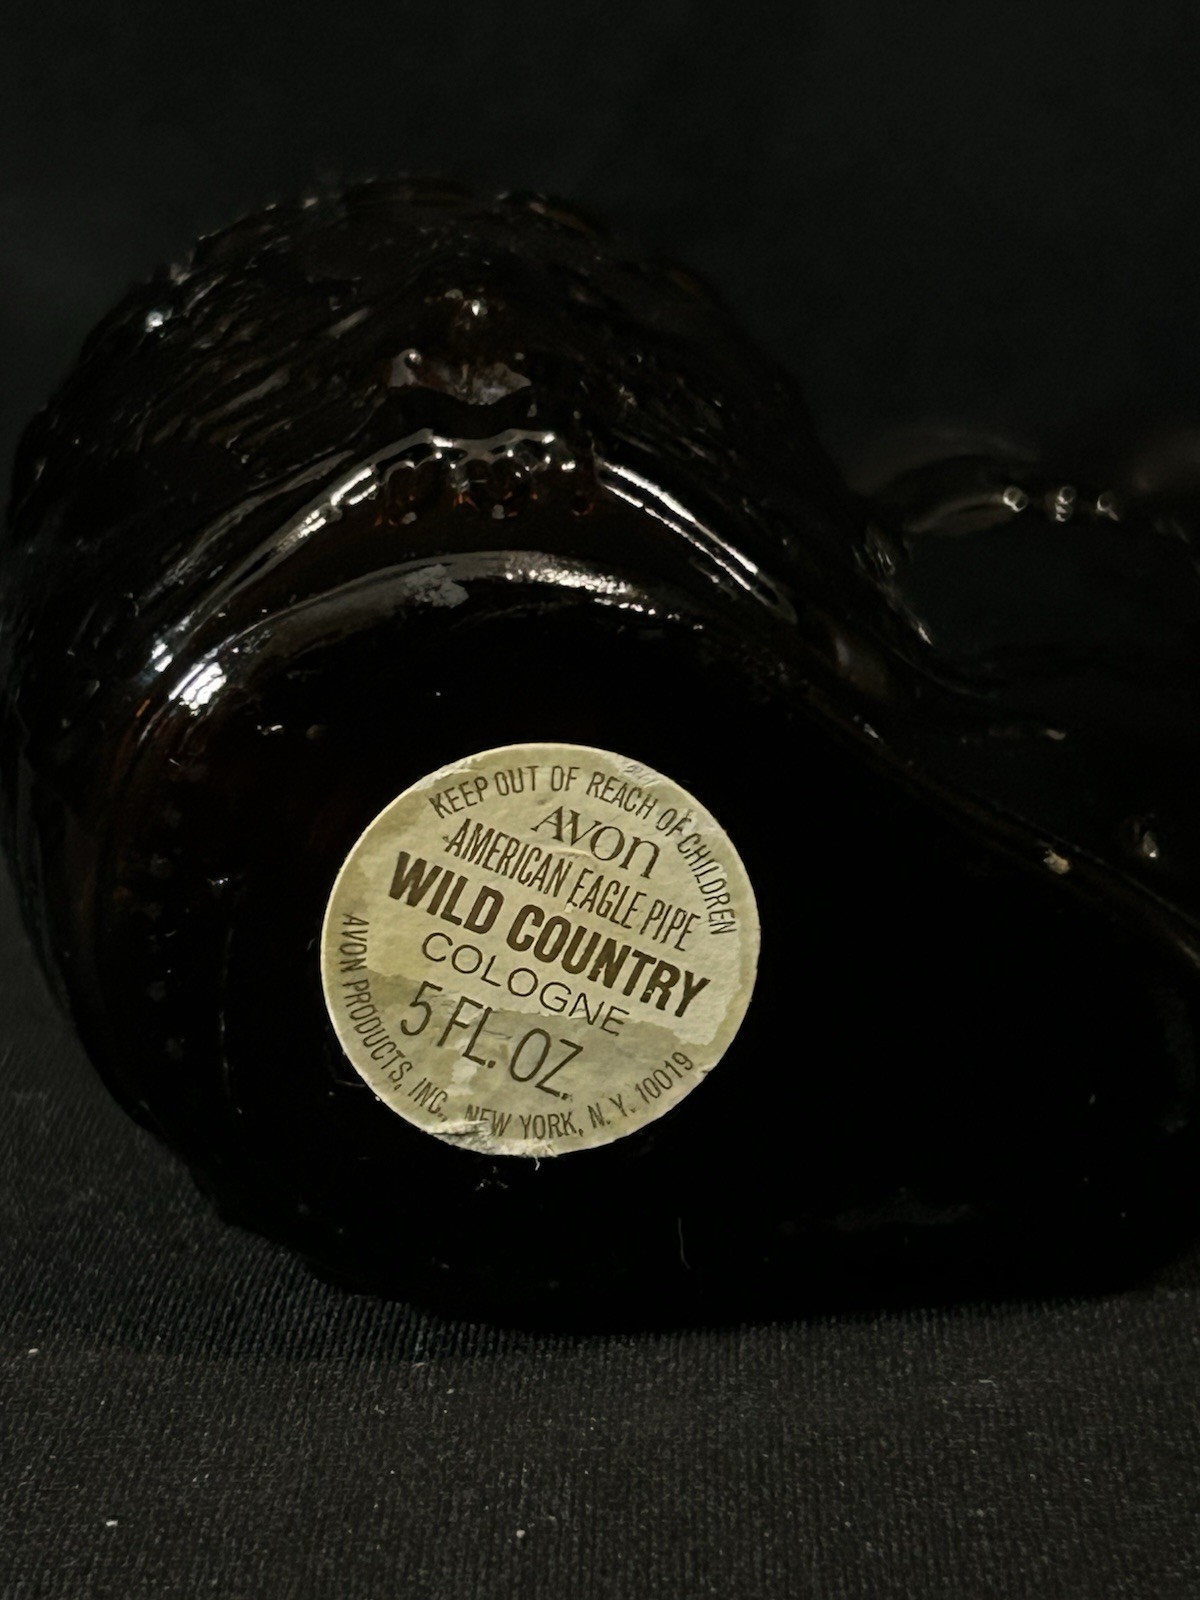 KEEP OUT OF REACH OF CHILDREN
AVON
AMERICAN EAGLE PIPE
WILD COUNTRY
COLOGNE
5 FL. OZ.
AVON PRODUCTS, INC., NEW YORK, N.Y. 10019